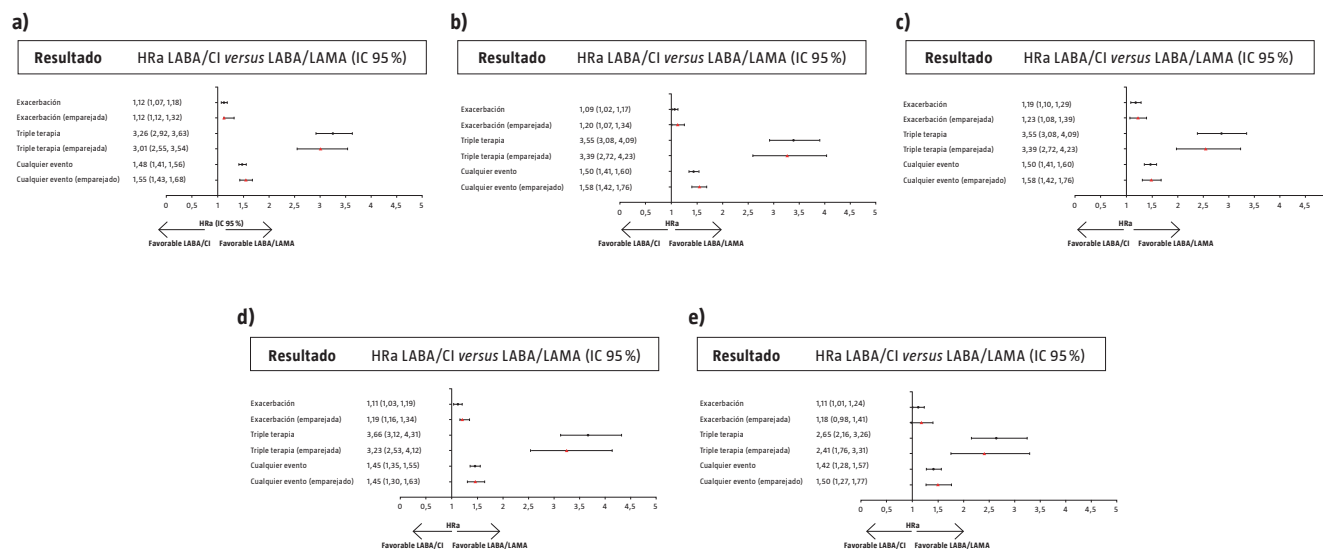 a)
Resultado HRa LABA/CI versus LABA/LAMA (IC 95 %)
Exacerbación 1,12 (1,07, 1,18)
Exacerbación (emparejada) 1,12 (1,12, 1,32)
Triple terapia 3,26 (2,92, 3,63)
Triple terapia (emparejada) 3,01 (2,55, 3,54)
Cualquier evento 1,48 (1,41, 1,56)
Cualquier evento (emparejado) 1,55 (1,43, 1,68)
0 0,5 1 1,5 2 2,5 3 3,5 4 4,5 5
HRa (IC 95 %)
Favorable LABA/CI Favorable LABA/LAMA
b)
Resultado HRa LABA/CI versus LABA/LAMA (IC 95 %)
Exacerbación 1,09 (1,02, 1,17)
Exacerbación (emparejada) 1,20 (1,07, 1,34)
Triple terapia 3,55 (3,08, 4,09)
Triple terapia (emparejada) 3,39 (2,72, 4,23)
Cualquier evento 1,50 (1,41, 1,60)
Cualquier evento (emparejado) 1,58 (1,42, 1,76)
0 0,5 1 1,5 2 2,5 3 3,5 4 4,5 5
HRa
Favorable LABA/CI Favorable LABA/LAMA
c)
Resultado HRa LABA/CI versus LABA/LAMA (IC 95 %)
Exacerbación 1,19 (1,10, 1,29)
Exacerbación (emparejada) 1,23 (1,08, 1,39)
Triple terapia 3,55 (3,08, 4,09)
Triple terapia (emparejada) 3,39 (2,72, 4,23)
Cualquier evento 1,50 (1,41, 1,60)
Cualquier evento (emparejado) 1,58 (1,42, 1,76)
0 0,5 1 1,5 2 2,5 3 3,5 4 4,5
HRa
Favorable LABA/CI Favorable LABA/LAMA
d)
Resultado HRa LABA/CI versus LABA/LAMA (IC 95 %)
Exacerbación 1,11 (1,03, 1,19)
Exacerbación (emparejada) 1,19 (1,16, 1,34)
Triple terapia 3,66 (3,12, 4,31)
Triple terapia (emparejada) 3,23 (2,53, 4,12)
Cualquier evento 1,45 (1,35, 1,55)
Cualquier evento (emparejado) 1,45 (1,30, 1,63)
0 0,5 1 1,5 2 2,5 3 3,5 4 4,5 5
HRa
Favorable LABA/CI Favorable LABA/LAMA
e)
Resultado HRa LABA/CI versus LABA/LAMA (IC 95 %)
Exacerbación 1,11 (1,01, 1,24)
Exacerbación (emparejada) 1,18 (0,98, 1,41)
Triple terapia 2,65 (2,16, 3,26)
Triple terapia (emparejada) 2,41 (1,76, 3,31)
Cualquier evento 1,42 (1,28, 1,57)
Cualquier evento (emparejado) 1,50 (1,27, 1,77)
0 0,5 1 1,5 2 2,5 3 3,5 4 4,5 5
HRa
Favorable LABA/CI Favorable LABA/LAMA